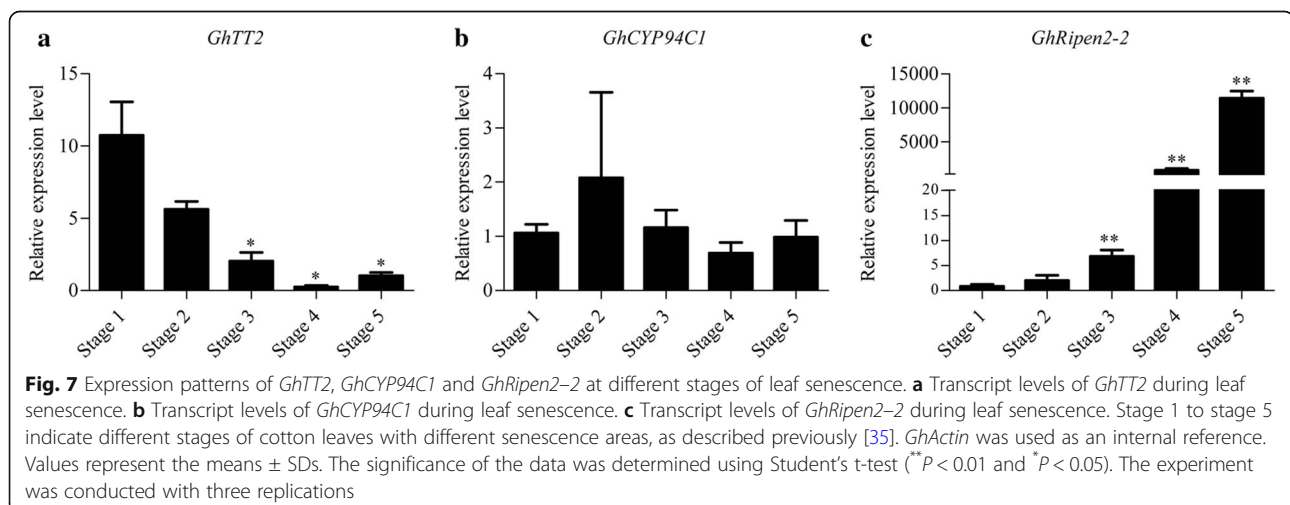 a GhTT2
Relative expression level
15
10
5
0
Stage 1 Stage 2 Stage 3 Stage 4 Stage 5
* * *
b GhCYP94C1
Relative expression level
4
3
2
1
0
Stage 1 Stage 2 Stage 3 Stage 4 Stage 5
c GhRipen2-2
Relative expression level
15000
10000
5000
20
15
10
5
0
Stage 1 Stage 2 Stage 3 Stage 4 Stage 5
** ** **
Fig. 7 Expression patterns of GhTT2, GhCYP94C1 and GhRipen2–2 at different stages of leaf senescence. a Transcript levels of GhTT2 during leaf
senescence. b Transcript levels of GhCYP94C1 during leaf senescence. c Transcript levels of GhRipen2–2 during leaf senescence. Stage 1 to stage 5
indicate different stages of cotton leaves with different senescence areas, as described previously [35]. GhActin was used as an internal reference.
Values represent the means ± SDs. The significance of the data was determined using Student's t-test (**P < 0.01 and *P < 0.05). The experiment
was conducted with three replications